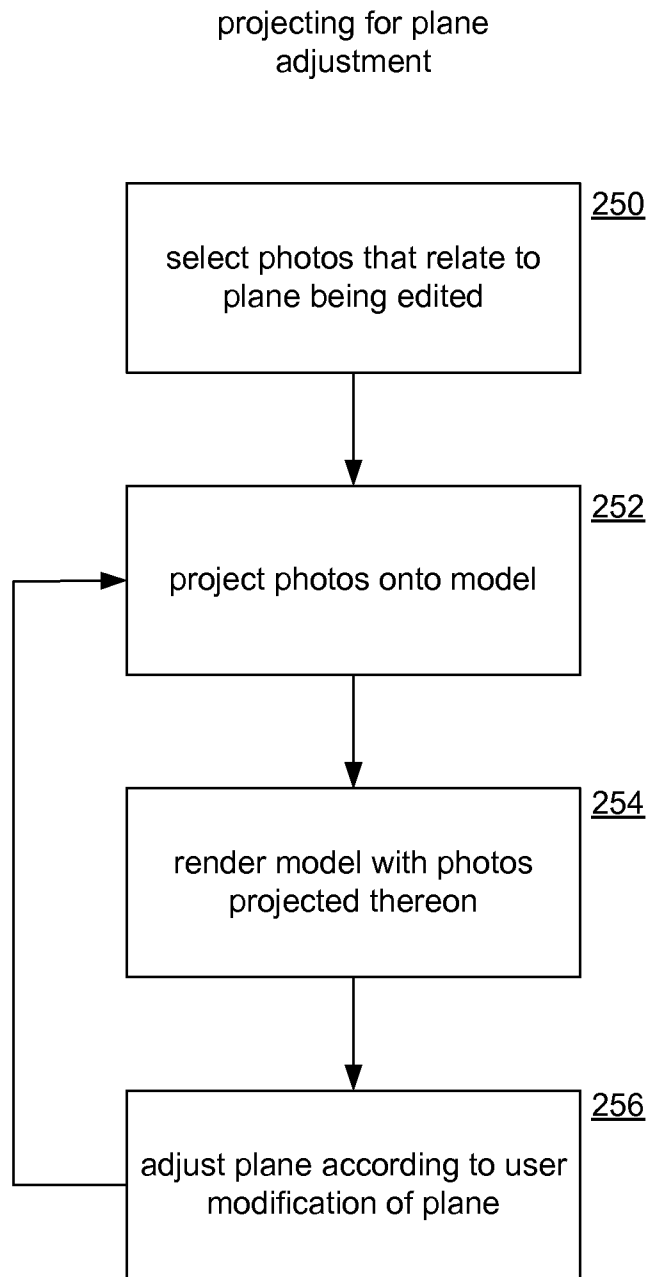 projecting for plane
adjustment
250
select photos that relate to
plane being edited
252
project photos onto model
254
render model with photos
projected thereon
256
adjust plane according to user
modification of plane